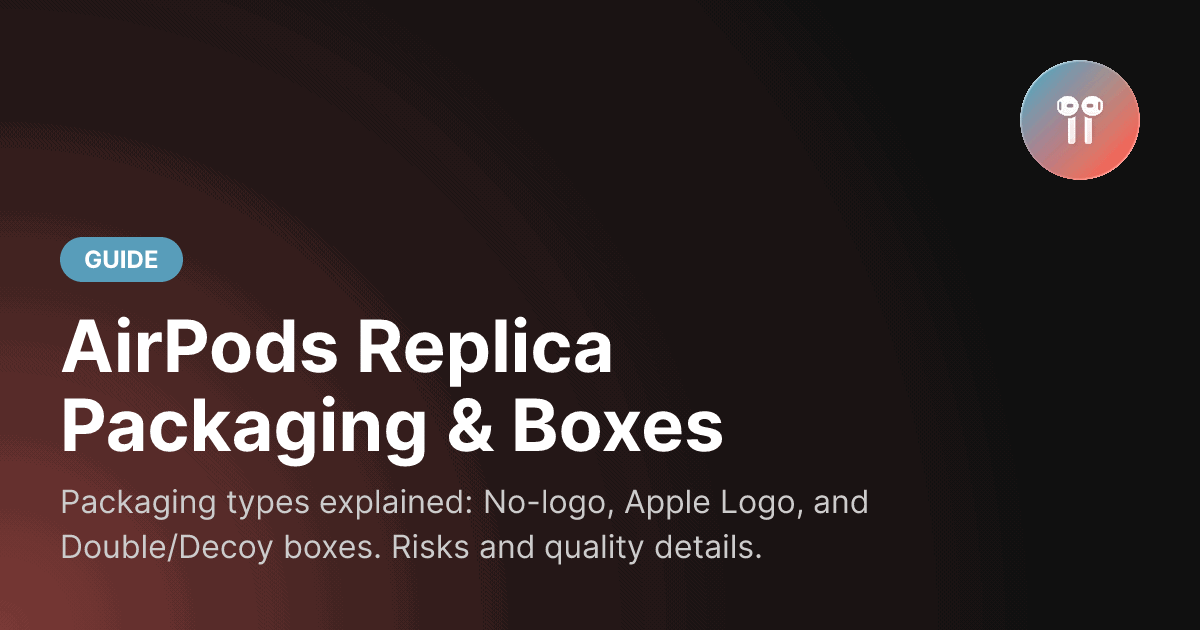 GUIDE
AirPods Replica
Packaging & Boxes
Packaging types explained: No-logo, Apple Logo, and
Double/Decoy boxes. Risks and quality details.